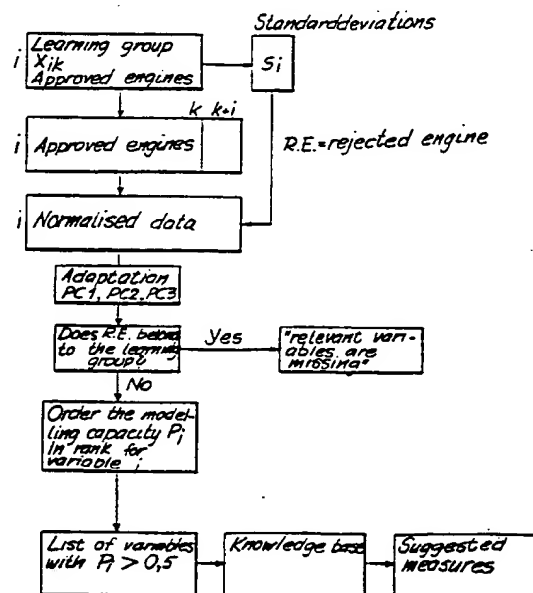 Standarddeviations
Learning group
i Xik
Approved engines
Si
k k+i
i Approved engines
R.E.=rejected engine
i Normalised data
Adaptation
PC1, PC2, PC3
Does R.E. belong
to the learning
group?
Yes
"relevant vari-
ables are
missing"
No
Order the model-
ling capacity Pi
in rank for
variable i
List of variables
with Pi > 0,5
Knowledge base
Suggested
measures